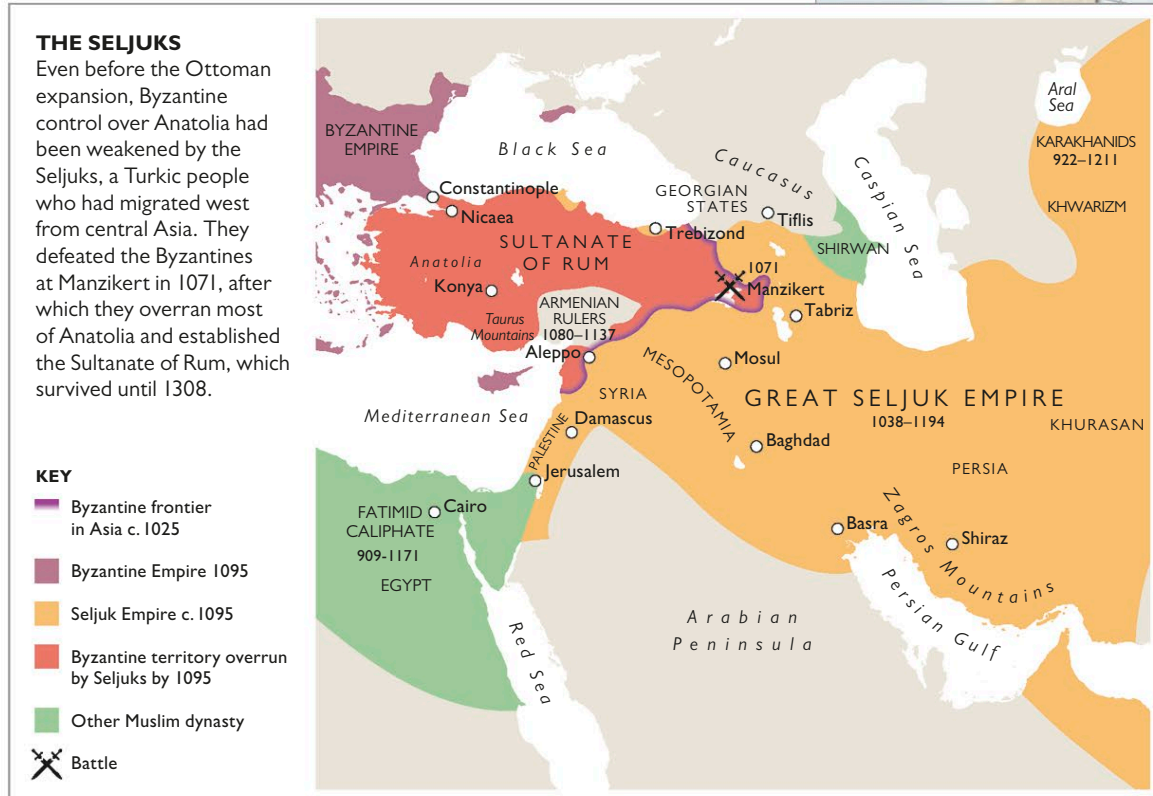 THE SELJUKS
Even before the Ottoman
expansion, Byzantine
control over Anatolia had
been weakened by the
Seljuks, a Turkic people
who had migrated west
from central Asia. They
defeated the Byzantines
at Manzikert in 1071, after
which they overran most
of Anatolia and established
the Sultanate of Rum, which
survived until 1308.
KEY
Byzantine frontier
in Asia c. 1025
Byzantine Empire 1095
Seljuk Empire c. 1095
Byzantine territory overrun
by Seljuks by 1095
Other Muslim dynasty
Battle
BYZANTINE
EMPIRE
Black Sea
Constantinople
Nicaea
SULTANATE
OF RUM
Anatolia
Konya
Taurus
Mountains
ARMENIAN
RULERS
1080–1137
Aleppo
Trebizond
GEORGIAN
STATES
Caucasus
Tiflis
SHIRWAN
Caspian Sea
Aral
Sea
KARAKHANIDS
922–1211
KHWARIZM
1071
Manzikert
Tabriz
Mosul
MESOPOTAMIA
SYRIA
GREAT SELJUK EMPIRE
1038–1194
KHURASAN
Mediterranean Sea
PALESTINE
Damascus
Baghdad
Jerusalem
PERSIA
FATIMID
CALIPHATE
909-1171
Cairo
EGYPT
Basra
Zagros Mountains
Shiraz
Persian Gulf
Red Sea
Arabian
Peninsula